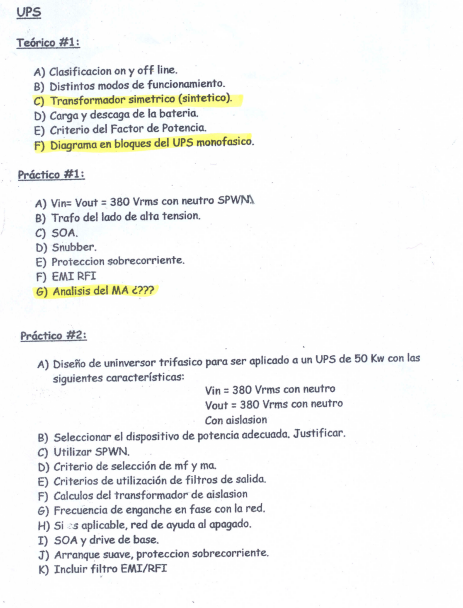 UPS
Teórico #1:
A) Clasificacion on y off line.
B) Distintos modos de funcionamiento.
C) Transformador simetrico (sintetico).
D) Carga y descaga de la bateria.
E) Criterio del Factor de Potencia.
F) Diagrama en bloques del UPS monofasico.
Práctico #1:
A) Vin= Vout = 380 Vrms con neutro SPWM
B) Trafo del lado de alta tension.
C) SOA.
D) Snubber.
E) Proteccion sobrecorriente.
F) EMI RFI
G) Analisis del MA ¿???
Práctico #2:
A) Diseño de uninversor trifasico para ser aplicado a un UPS de 50 Kw con las
siguientes características:
Vin = 380 Vrms con neutro
Vout = 380 Vrms con neutro
Con aislasion
B) Seleccionar el dispositivo de potencia adecuada. Justificar.
C) Utilizar SPWN.
D) Criterio de selección de mf y ma.
E) Criterios de utilización de filtros de salida.
F) Calculos del transformador de aislasion
G) Frecuencia de enganche en fase con la red.
H) Si es aplicable, red de ayuda al apagado.
I) SOA y drive de base.
J) Arranque suave, proteccion sobrecorriente.
K) Incluir filtro EMI/RFI